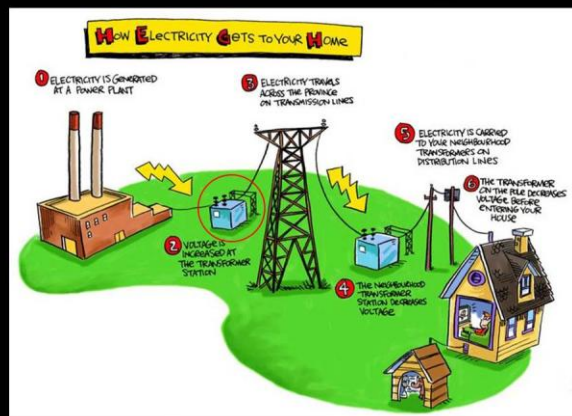 HOW ELECTRICITY GETS TO YOUR HOME
1 ELECTRICITY IS GENERATED
AT A POWER PLANT
2 VOLTAGE IS
INCREASED AT
THE TRANSFORMER
STATION
3 ELECTRICITY TRAVELS
ACROSS THE PROVINCE
ON TRANSMISSION LINES
4 THE NEIGHBOURHOOD
TRANSFORMER
STATION DECREASES
VOLTAGE
5 ELECTRICITY IS CARRIED
TO YOUR NEIGHBOURHOOD
TRANSFORMERS ON
DISTRIBUTION LINES
6 THE TRANSFORMER
ON THE POLE DECREASES
VOLTAGE BEFORE
ENTERING YOUR
HOUSE